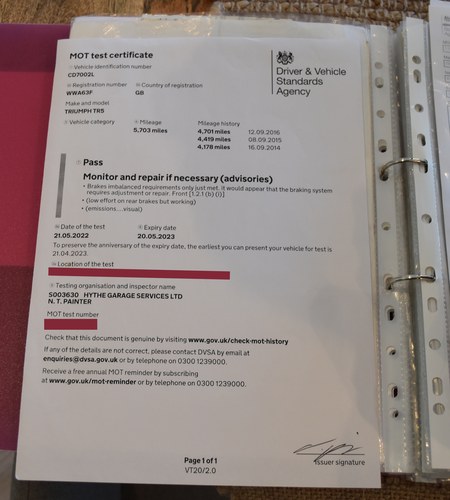 MOT test certificate
Vehicle identification number
CD7002L
Registration number Country of registration
WWA63F GB
Make and model
TRIUMPH TR5
Vehicle category Mileage Mileage history
5,703 miles 4,701 miles 12.09.2016
4,419 miles 08.09.2015
4,178 miles 16.09.2014
Driver & Vehicle
Standards
Agency
Pass
Monitor and repair if necessary (advisories)
• Brakes imbalanced requirements only just met. It would appear that the braking system
requires adjustment or repair. Front [1.2.1 (b) (i)]
• (low effort on rear brakes but working)
• (emissions....visual)
Date of the test Expiry date
21.05.2022 20.05.2023
To preserve the anniversary of the expiry date, the earliest you can present your vehicle for test is
21.04.2023.
Location of the test
Testing organisation and inspector name
S003630 HYTHE GARAGE SERVICES LTD
N. T. PAINTER
MOT test number
Check that this document is genuine by visiting www.gov.uk/check-mot-history
If any of the details are not correct, please contact DVSA by email at
enquiries@dvsa.gov.uk or by telephone on 0300 1239000.
Receive a free annual MOT reminder by subscribing
at www.gov.uk/mot-reminder or by telephone on 0300 1239000.
Page 1 of 1
VT20/2.0
Issuer signature